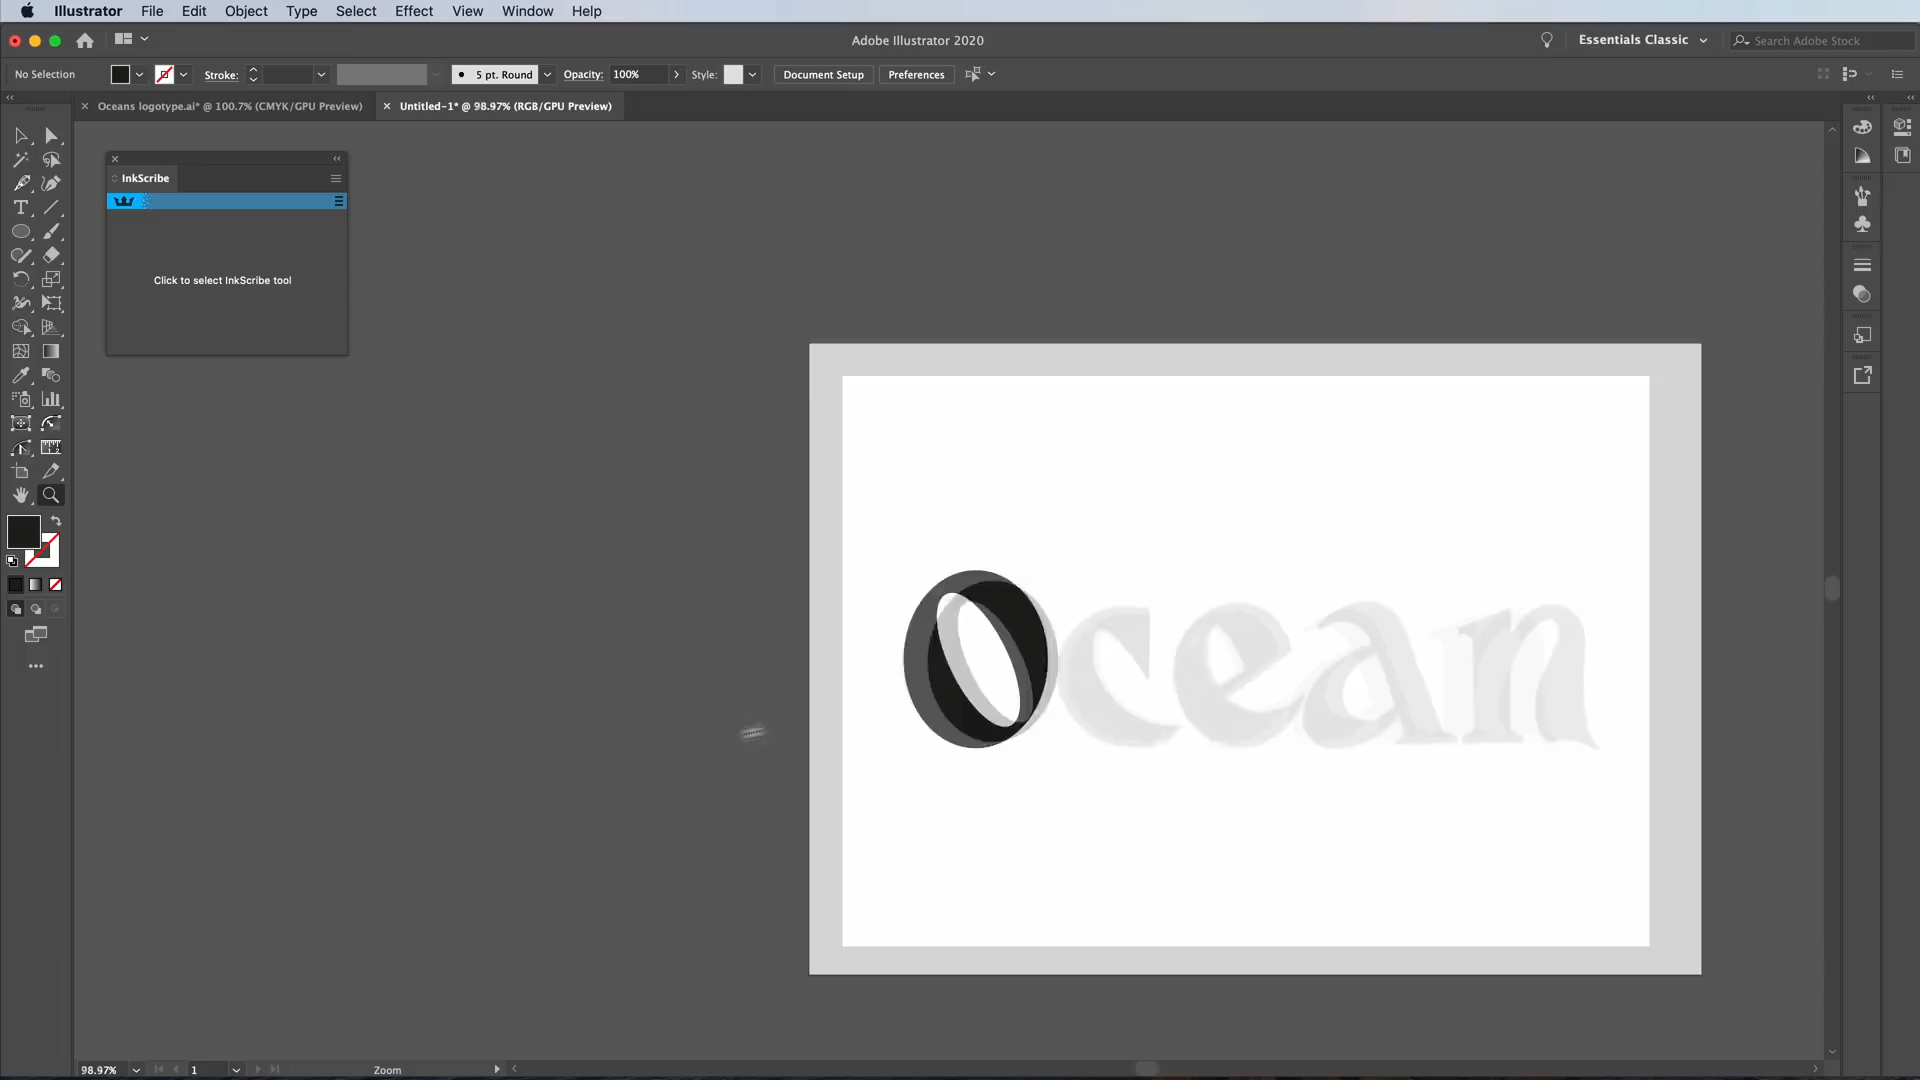 Illustrator File Edit Object Type Select Effect View Window Help
Adobe Illustrator 2020
Essentials Classic
Search Adobe Stock
No Selection
Stroke:
5 pt. Round
Opacity: 100%
Style:
Document Setup
Preferences
Oceans logotype.ai* @ 100.7% (CMYK/GPU Preview)
Untitled-1* @ 98.97% (RGB/GPU Preview)
InkScribe
Click to select InkScribe tool
Ocean
98.97%
1
Zoom